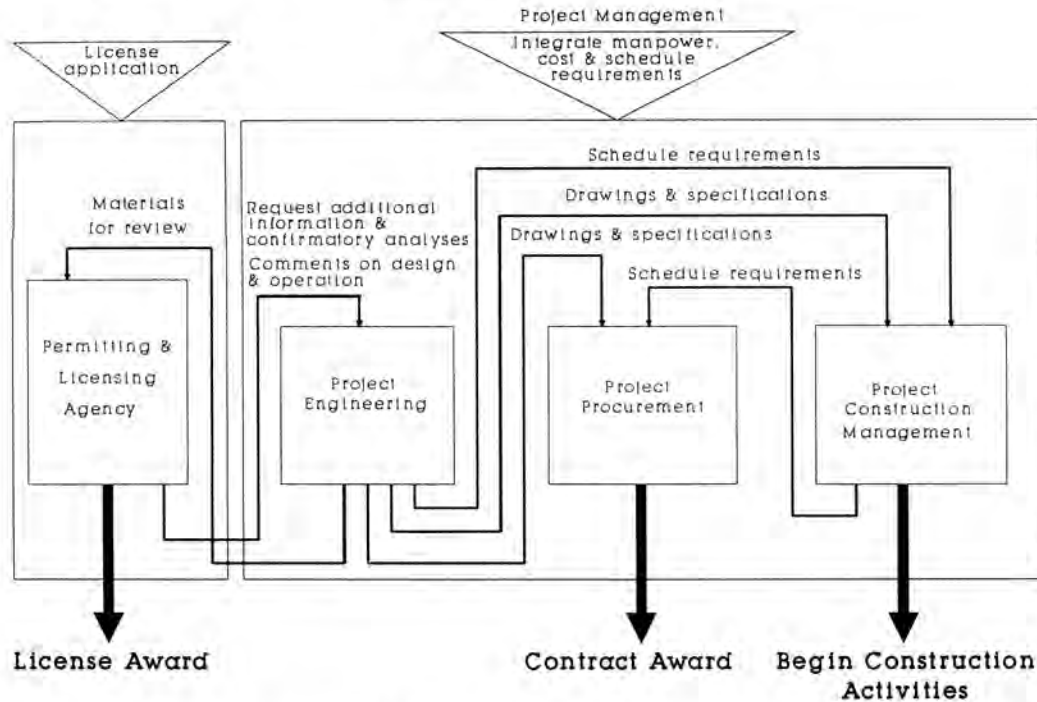 Project Management
License
application
Integrate manpower,
cost & schedule
requirements
Schedule requirements
Materials
for review
Request additional
information &
confirmatory analyses
Drawings & specifications
Drawings & specifications
Comments on design
& operation
Schedule requirements
Permitting &
Licensing
Agency
Project
Engineering
Project
Procurement
Project
Construction
Management
License Award
Contract Award
Begin Construction
Activities